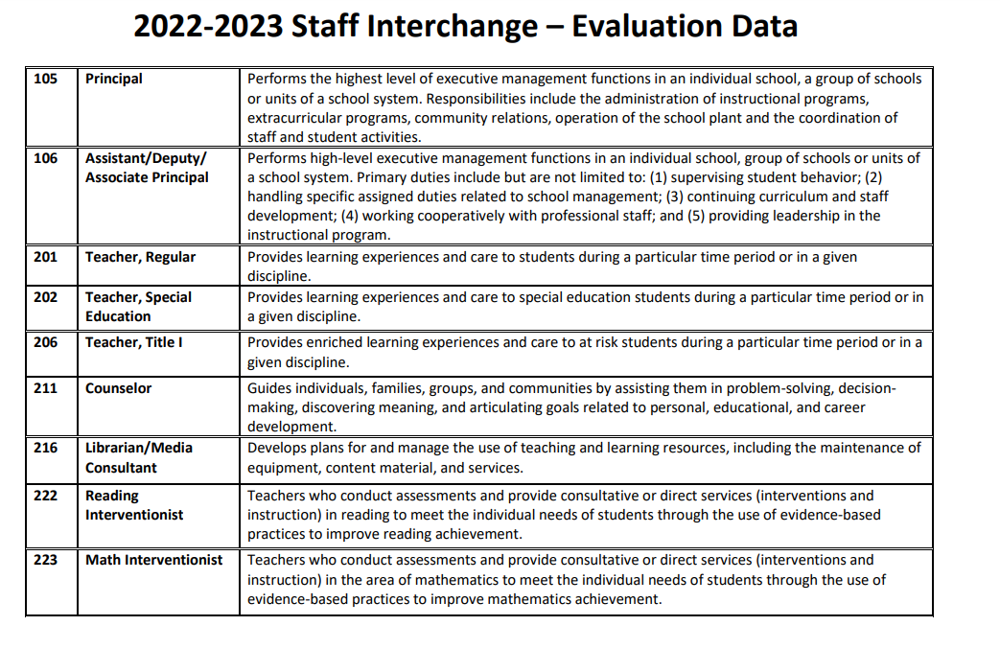 2022-2023 Staff Interchange – Evaluation Data
105 Principal Performs the highest level of executive management functions in an individual school, a group of schools
or units of a school system. Responsibilities include the administration of instructional programs,
extracurricular programs, community relations, operation of the school plant and the coordination of
staff and student activities.
106 Assistant/Deputy/ Performs high-level executive management functions in an individual school, group of schools or units of
Associate Principal a school system. Primary duties include but are not limited to: (1) supervising student behavior; (2)
handling specific assigned duties related to school management; (3) continuing curriculum and staff
development; (4) working cooperatively with professional staff; and (5) providing leadership in the
instructional program.
201 Teacher, Regular Provides learning experiences and care to students during a particular time period or in a given
discipline.
202 Teacher, Special Provides learning experiences and care to special education students during a particular time period or in
Education a given discipline.
206 Teacher, Title I Provides enriched learning experiences and care to at risk students during a particular time period or in a
given discipline.
211 Counselor Guides individuals, families, groups, and communities by assisting them in problem-solving, decision-
making, discovering meaning, and articulating goals related to personal, educational, and career
development.
216 Librarian/Media Develops plans for and manage the use of teaching and learning resources, including the maintenance of
Consultant equipment, content material, and services.
222 Reading Teachers who conduct assessments and provide consultative or direct services (interventions and
Interventionist instruction) in reading to meet the individual needs of students through the use of evidence-based
practices to improve reading achievement.
223 Math Interventionist Teachers who conduct assessments and provide consultative or direct services (interventions and
instruction) in the area of mathematics to meet the individual needs of students through the use of
evidence-based practices to improve mathematics achievement.